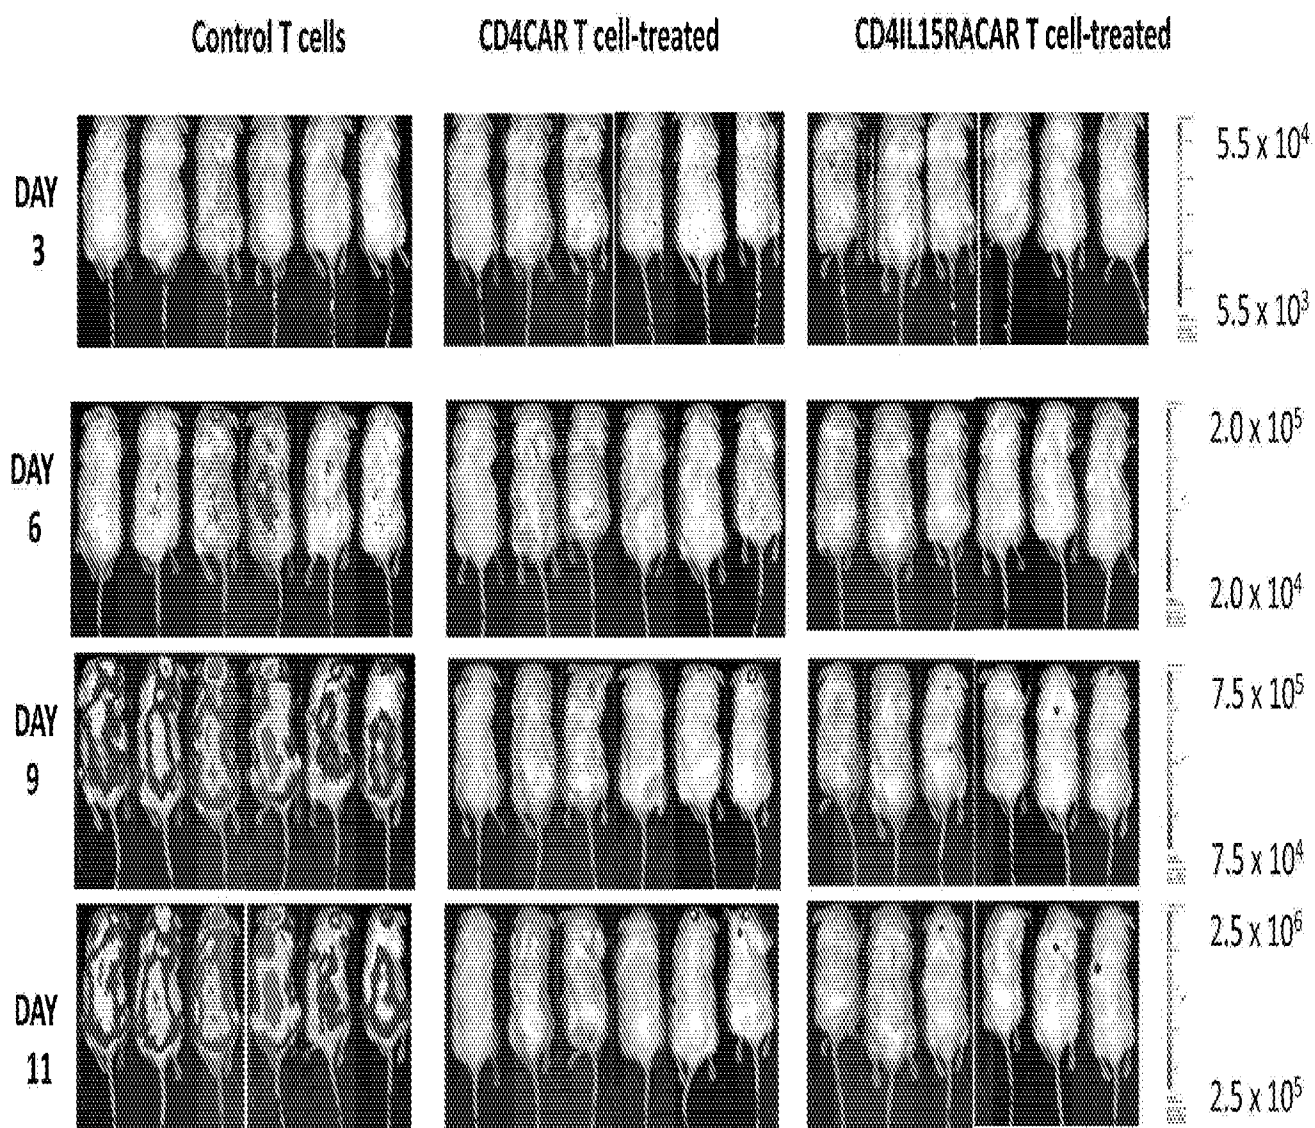 Control T cells CD4CAR T cell-treated CD4IL15RACAR T cell-treated
DAY
3
5.5 x 10⁴
5.5 x 10³
DAY
6
2.0 x 10⁵
2.0 x 10⁴
DAY
9
7.5 x 10⁵
7.5 x 10⁴
DAY
11
2.5 x 10⁶
2.5 x 10⁵